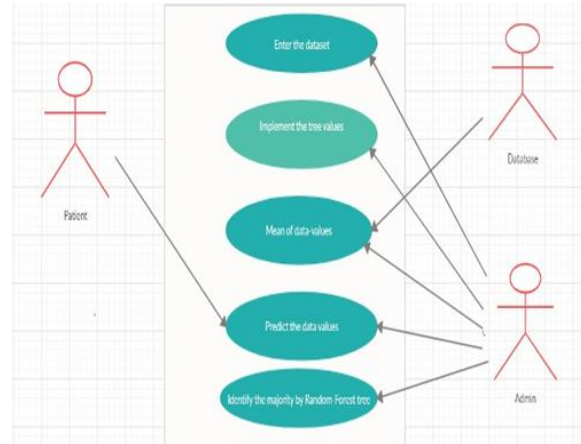 Enter the dataset
Implement the tree values
Mean of data-values
Predict the data values
Identify the majority by Random-Forest tree
Patient
Database
Admin